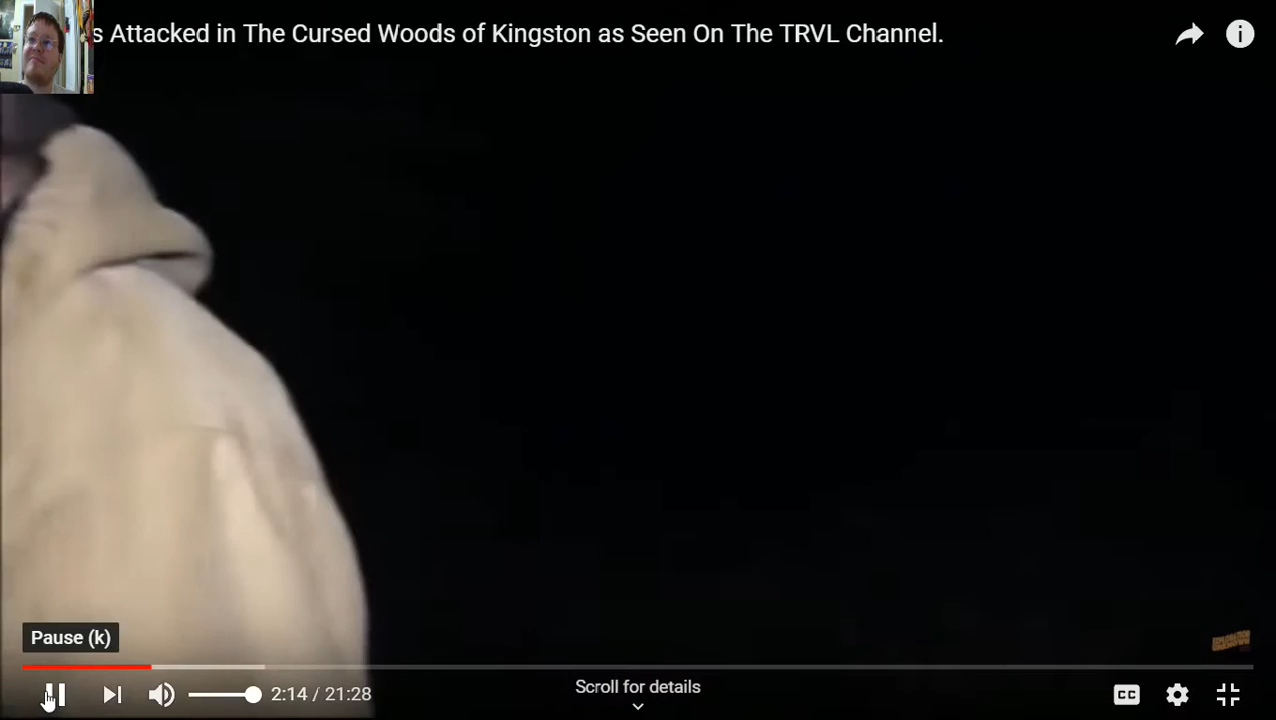 s Attacked in The Cursed Woods of Kingston as Seen On The TRVL Channel.
Pause (k)
2:14 / 21:28
Scroll for details
CC